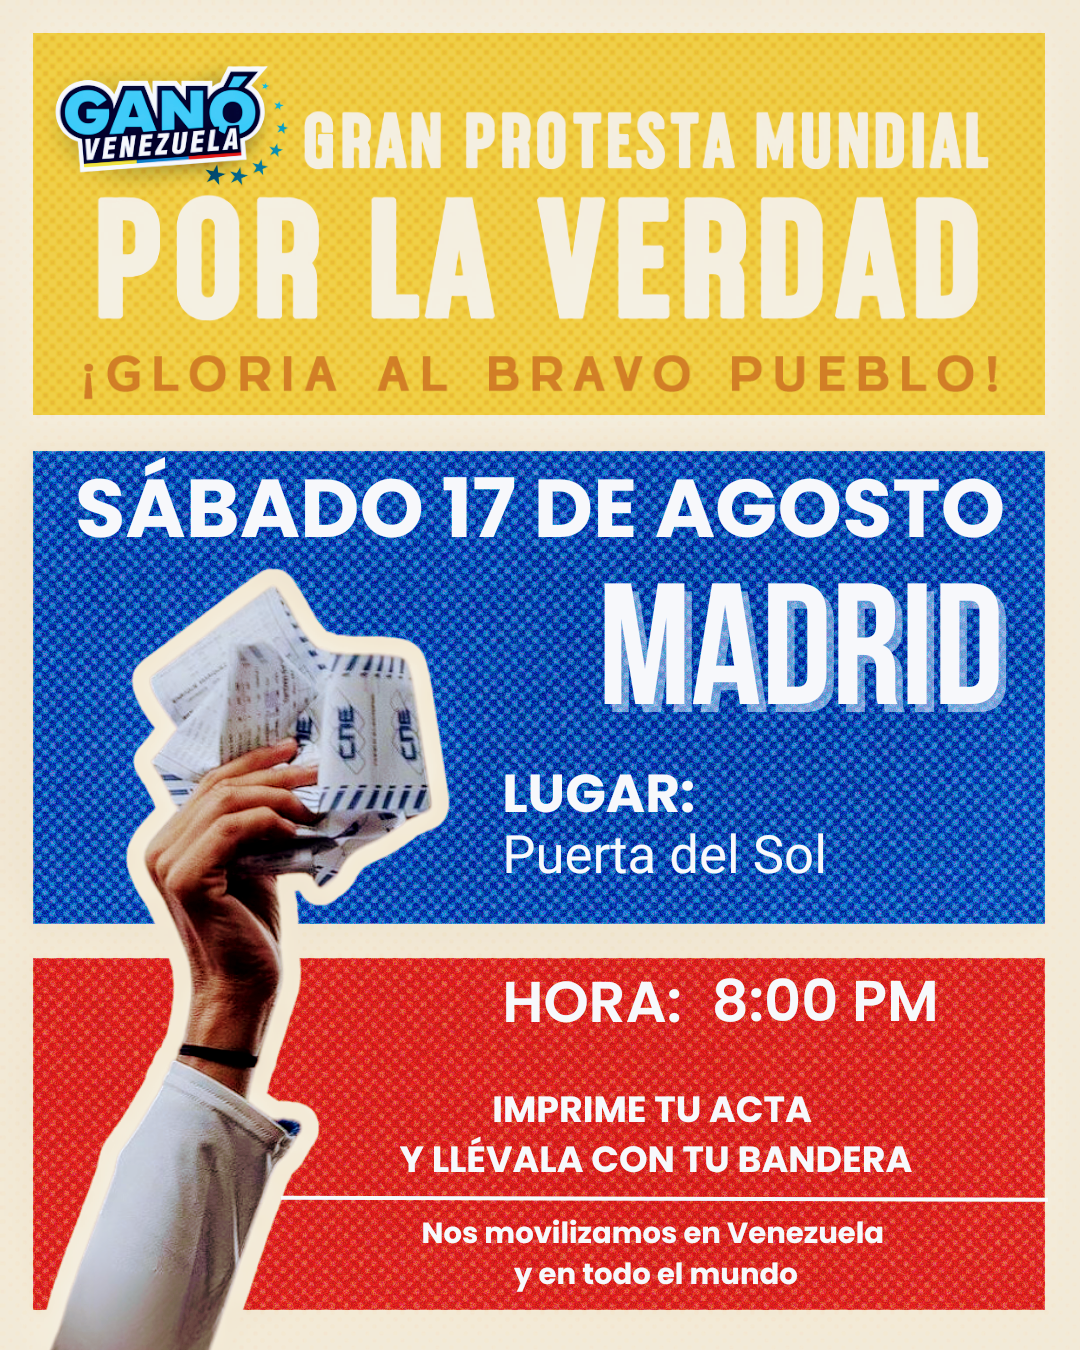 GANÓ
VENEZUELA
GRAN PROTESTA MUNDIAL
POR LA VERDAD
¡GLORIA AL BRAVO PUEBLO!
SÁBADO 17 DE AGOSTO
MADRID
CNE
CNE
LUGAR:
Puerta del Sol
HORA: 8:00 PM
IMPRIME TU ACTA
Y LLÉVALA CON TU BANDERA
Nos movilizamos en Venezuela
y en todo el mundo